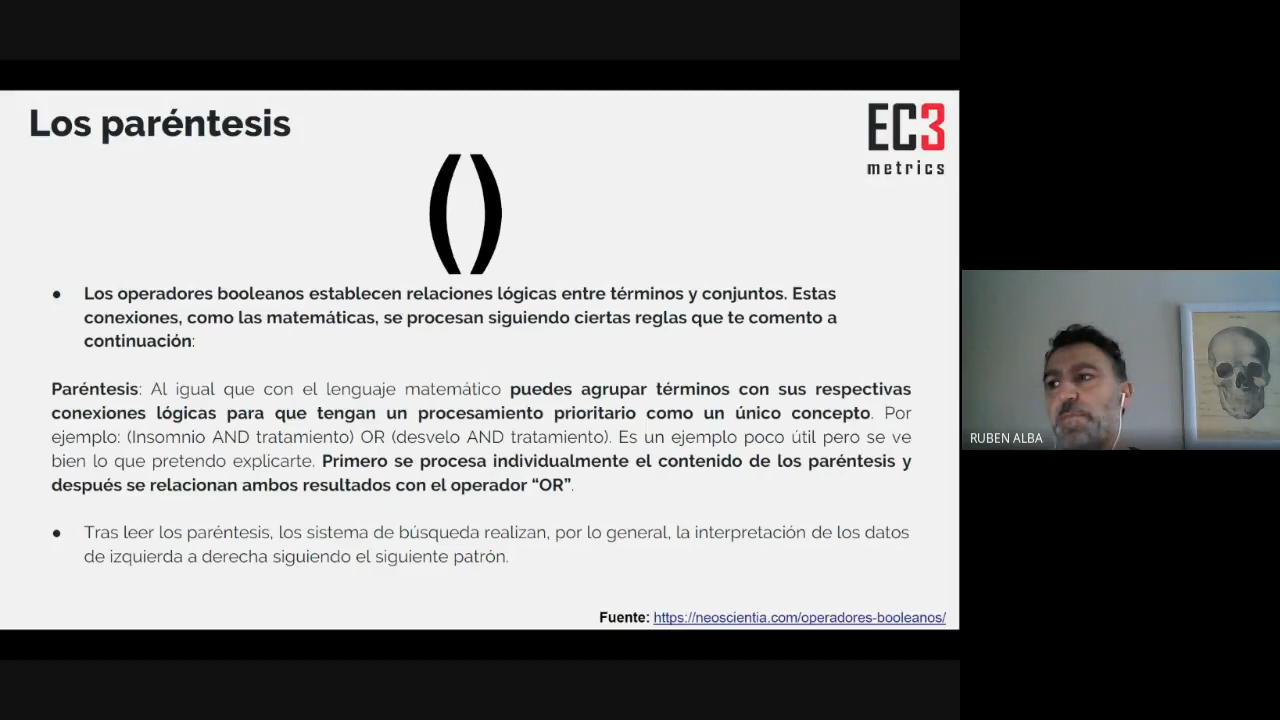 Los paréntesis
EC3
metrics
()
● Los operadores booleanos establecen relaciones lógicas entre términos y conjuntos. Estas
conexiones, como las matemáticas, se procesan siguiendo ciertas reglas que te comento a
continuación:
Paréntesis: Al igual que con el lenguaje matemático puedes agrupar términos con sus respectivas
conexiones lógicas para que tengan un procesamiento prioritario como un único concepto. Por
ejemplo: (Insomnio AND tratamiento) OR (desvelo AND tratamiento). Es un ejemplo poco útil pero se ve
bien lo que pretendo explicarte. Primero se procesa individualmente el contenido de los paréntesis y
después se relacionan ambos resultados con el operador “OR”.
● Tras leer los paréntesis, los sistema de búsqueda realizan, por lo general, la interpretación de los datos
de izquierda a derecha siguiendo el siguiente patrón.
Fuente: https://neoscientia.com/operadores-booleanos/
RUBEN ALBA